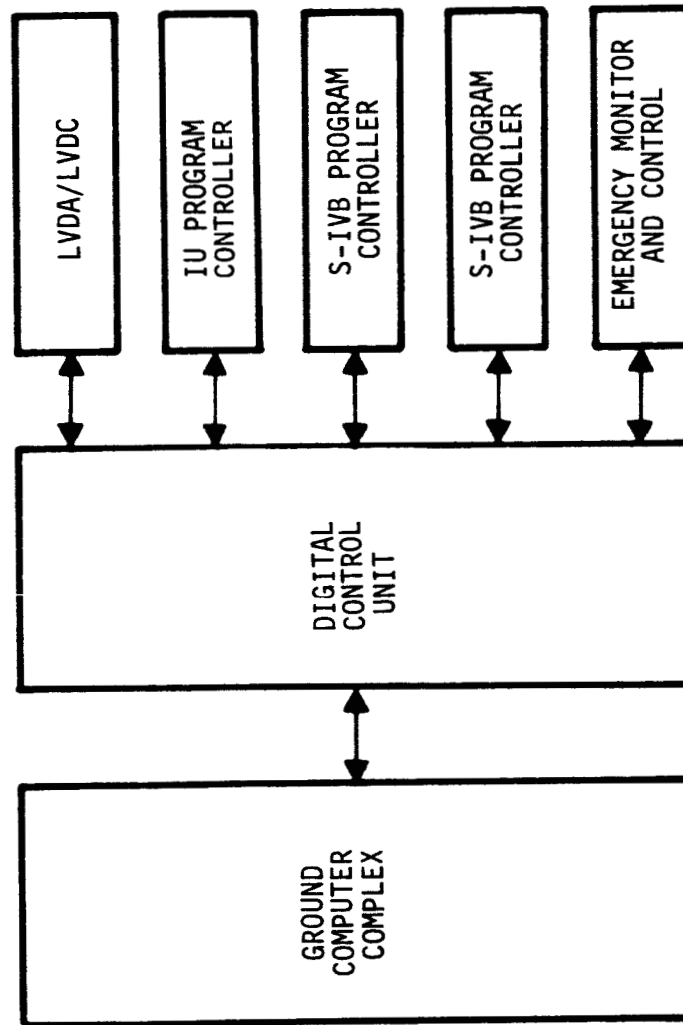 GROUND
COMPUTER
COMPLEX
DIGITAL
CONTROL
UNIT
LVDA/LVDC
IU PROGRAM
CONTROLLER
S-IVB PROGRAM
CONTROLLER
S-IVB PROGRAM
CONTROLLER
EMERGENCY MONITOR
AND CONTROL